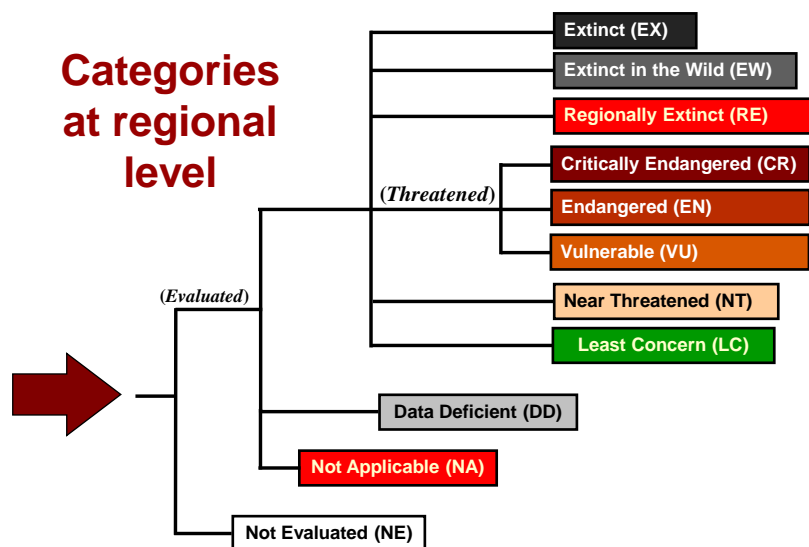 Categories
at regional
level
Extinct (EX)
Extinct in the Wild (EW)
Regionally Extinct (RE)
Critically Endangered (CR)
(Threatened)
Endangered (EN)
Vulnerable (VU)
(Evaluated)
Near Threatened (NT)
Least Concern (LC)
Data Deficient (DD)
Not Applicable (NA)
Not Evaluated (NE)